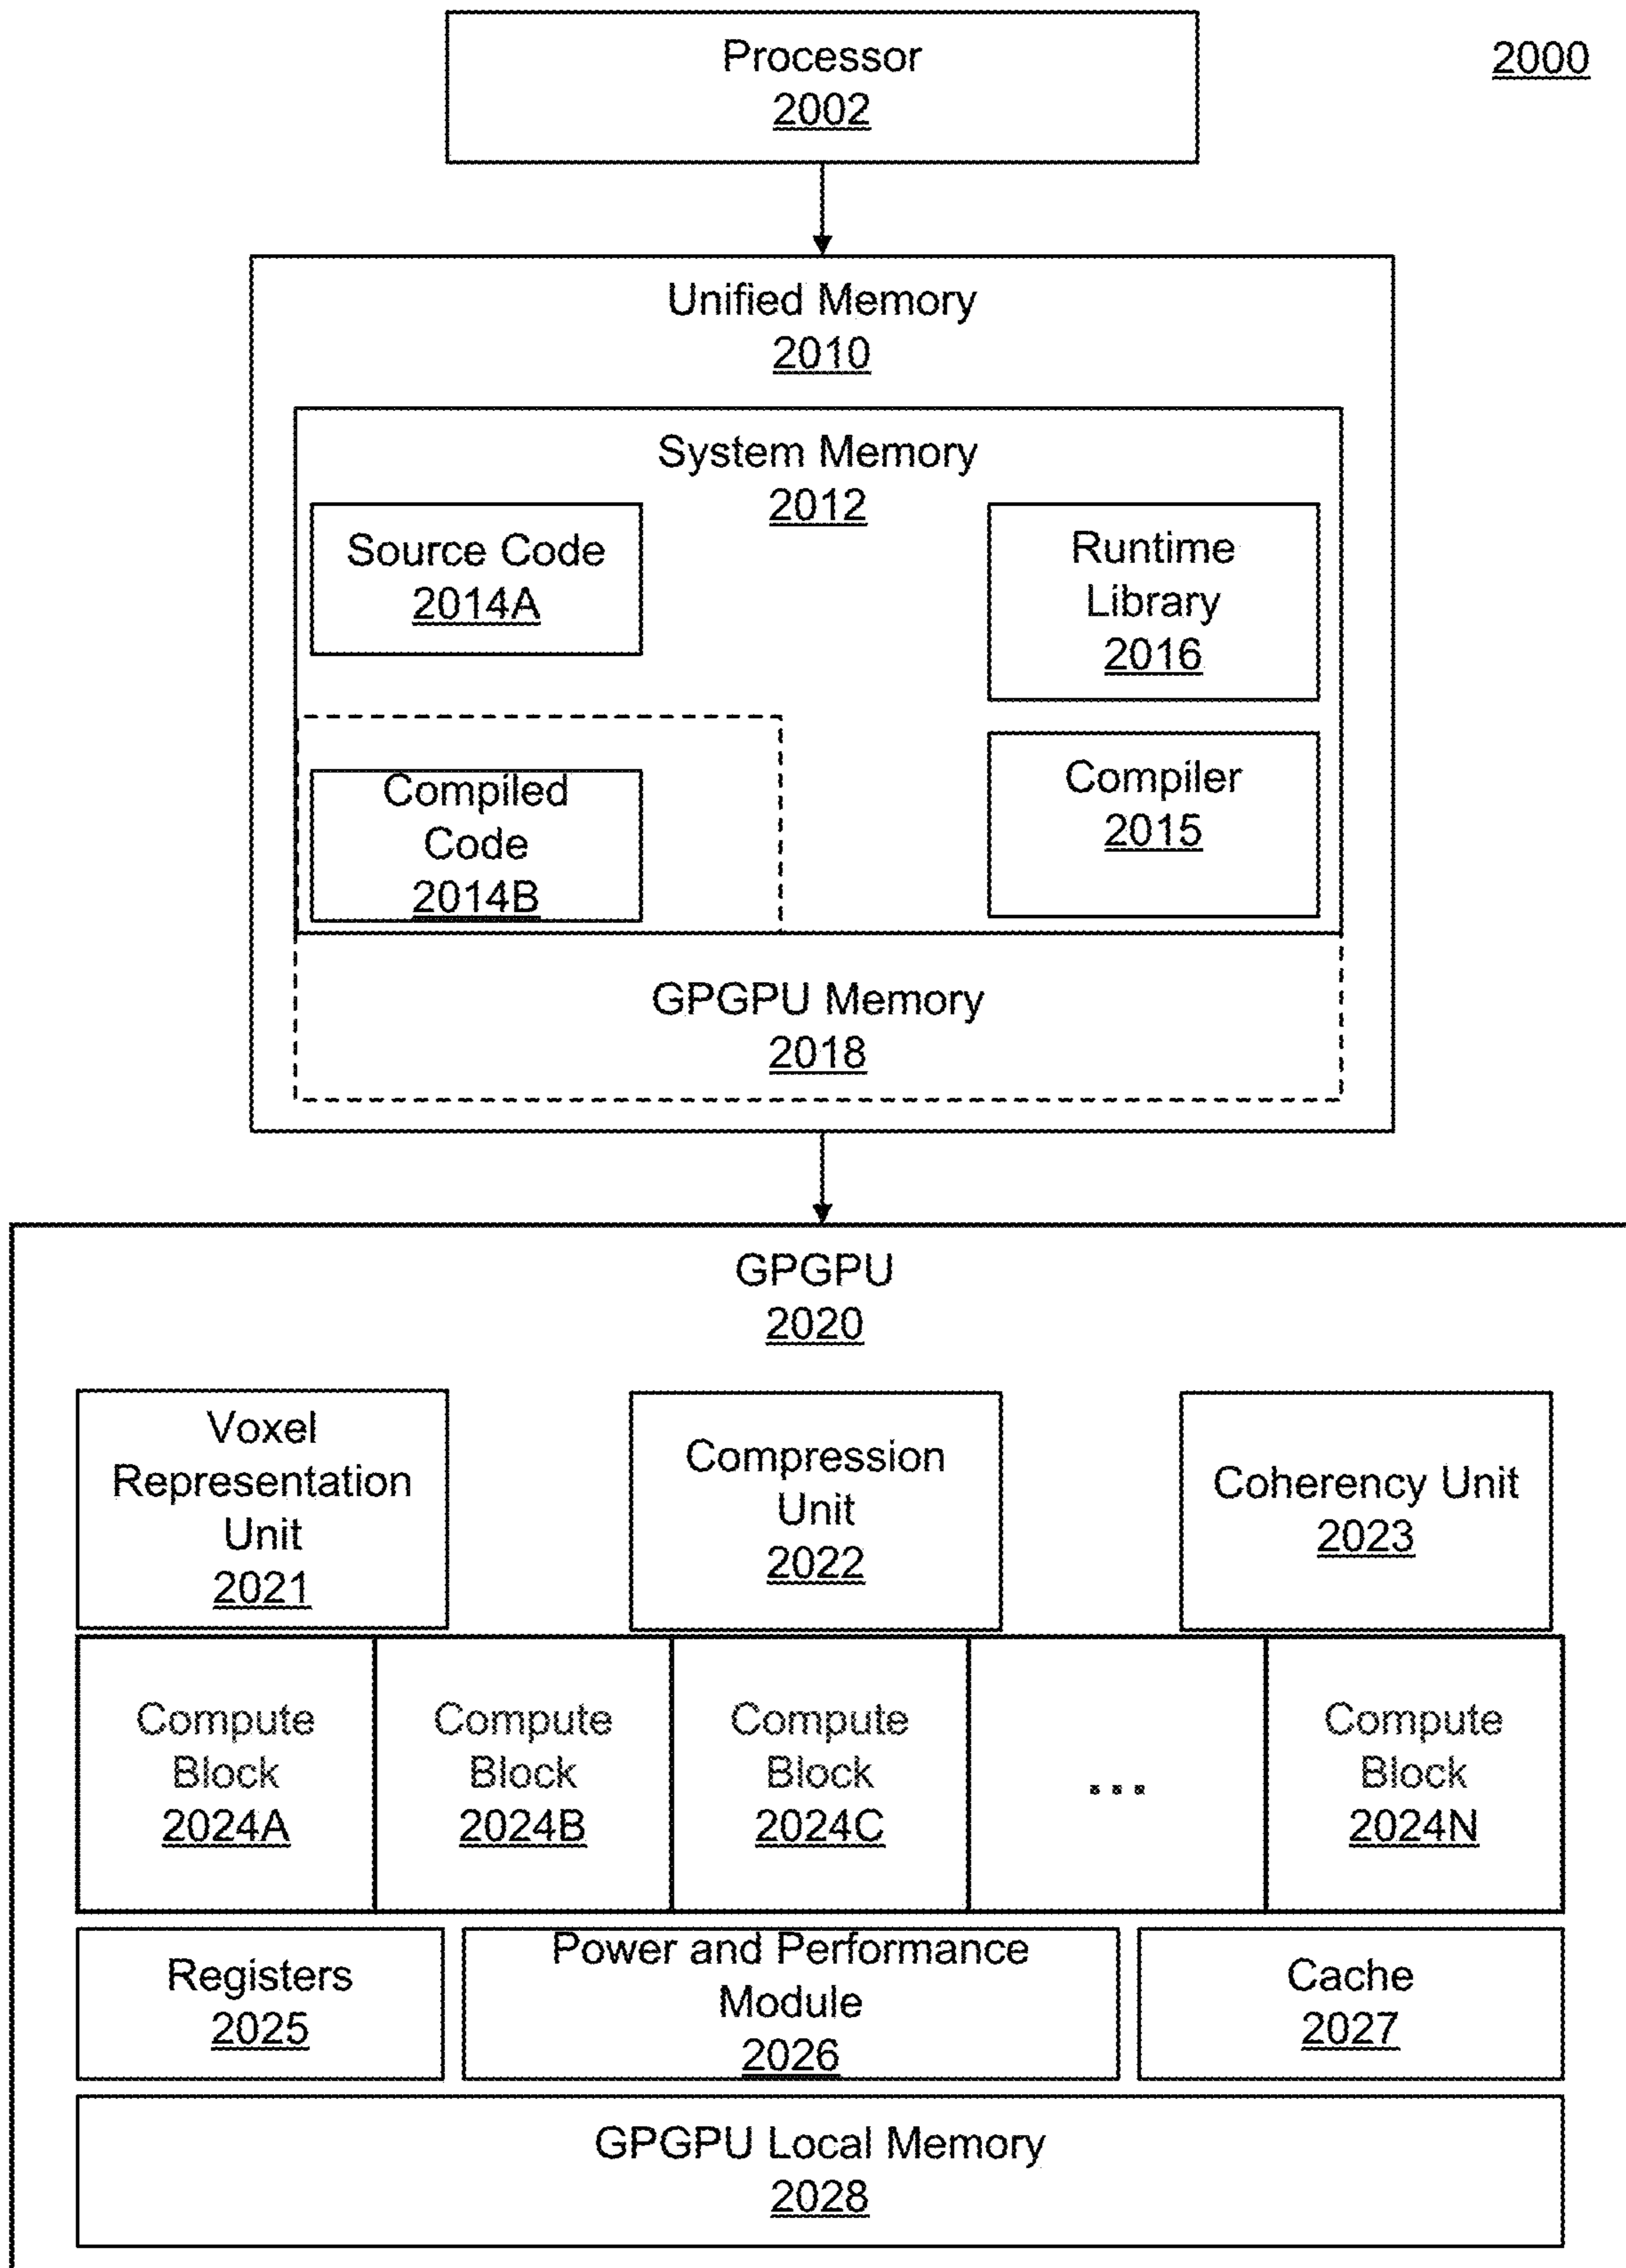 Processor
2002
2000
Unified Memory
2010
System Memory
2012
Source Code
2014A
Runtime
Library
2016
Compiled
Code
2014B
Compiler
2015
GPGPU Memory
2018
GPGPU
2020
Voxel
Representation
Unit
2021
Compression
Unit
2022
Coherency Unit
2023
Compute
Block
2024A
Compute
Block
2024B
Compute
Block
2024C
...
Compute
Block
2024N
Registers
2025
Power and Performance
Module
2026
Cache
2027
GPGPU Local Memory
2028